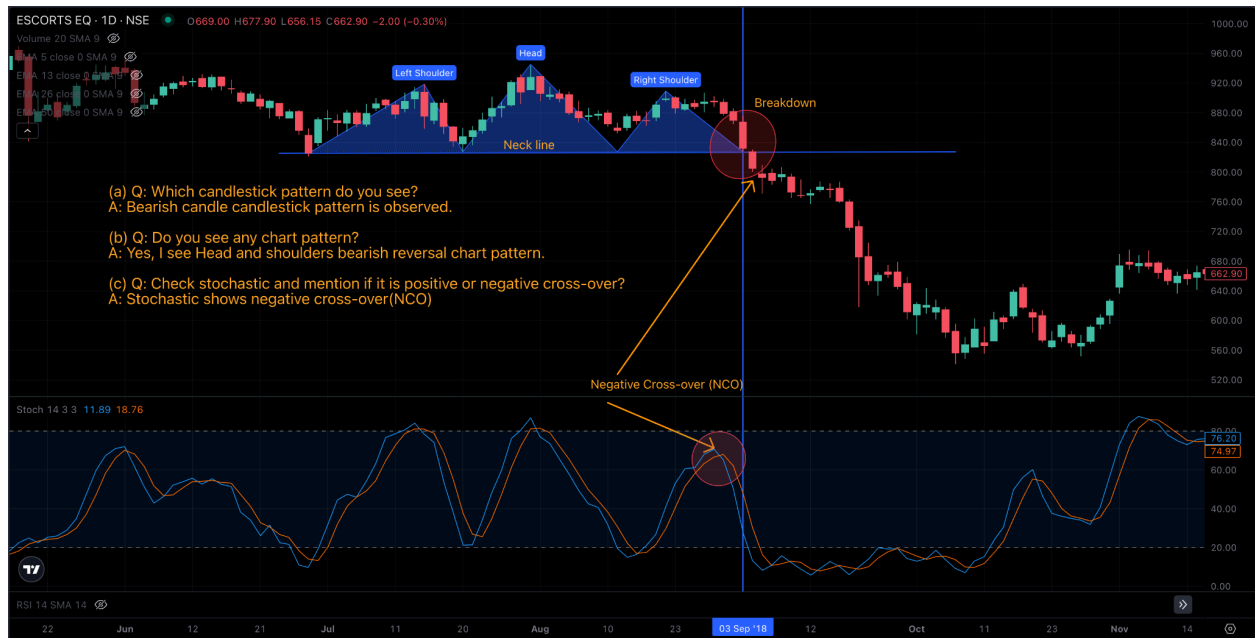 ESCORTS EQ · 1D · NSE O669.00 H677.90 L656.15 C662.90 −2.00 (−0.30%)
Volume 20 SMA 9
EMA 5 close 0 SMA 9
EMA 13 close 0 SMA 9
EMA 26 close 0 SMA 9
close 0 SMA 9
Left Shoulder
Head
Right Shoulder
Breakdown
Neck line
(a) Q: Which candlestick pattern do you see?
A: Bearish candle candlestick pattern is observed.
(b) Q: Do you see any chart pattern?
A: Yes, I see Head and shoulders bearish reversal chart pattern.
(c) Q: Check stochastic and mention if it is positive or negative cross-over?
A: Stochastic shows negative cross-over(NCO)
Negative Cross-over (NCO)
1000.00
960.00
920.00
880.00
840.00
800.00
760.00
720.00
680.00
662.90
640.00
600.00
560.00
520.00
Stoch 14 3 3 11.89 18.76
80.00
76.20
74.97
60.00
40.00
20.00
0.00
RSI 14 SMA 14
22 Jun 12 21 Jul 11 20 Aug 10 23 03 Sep '18 12 Oct 11 23 Nov 14